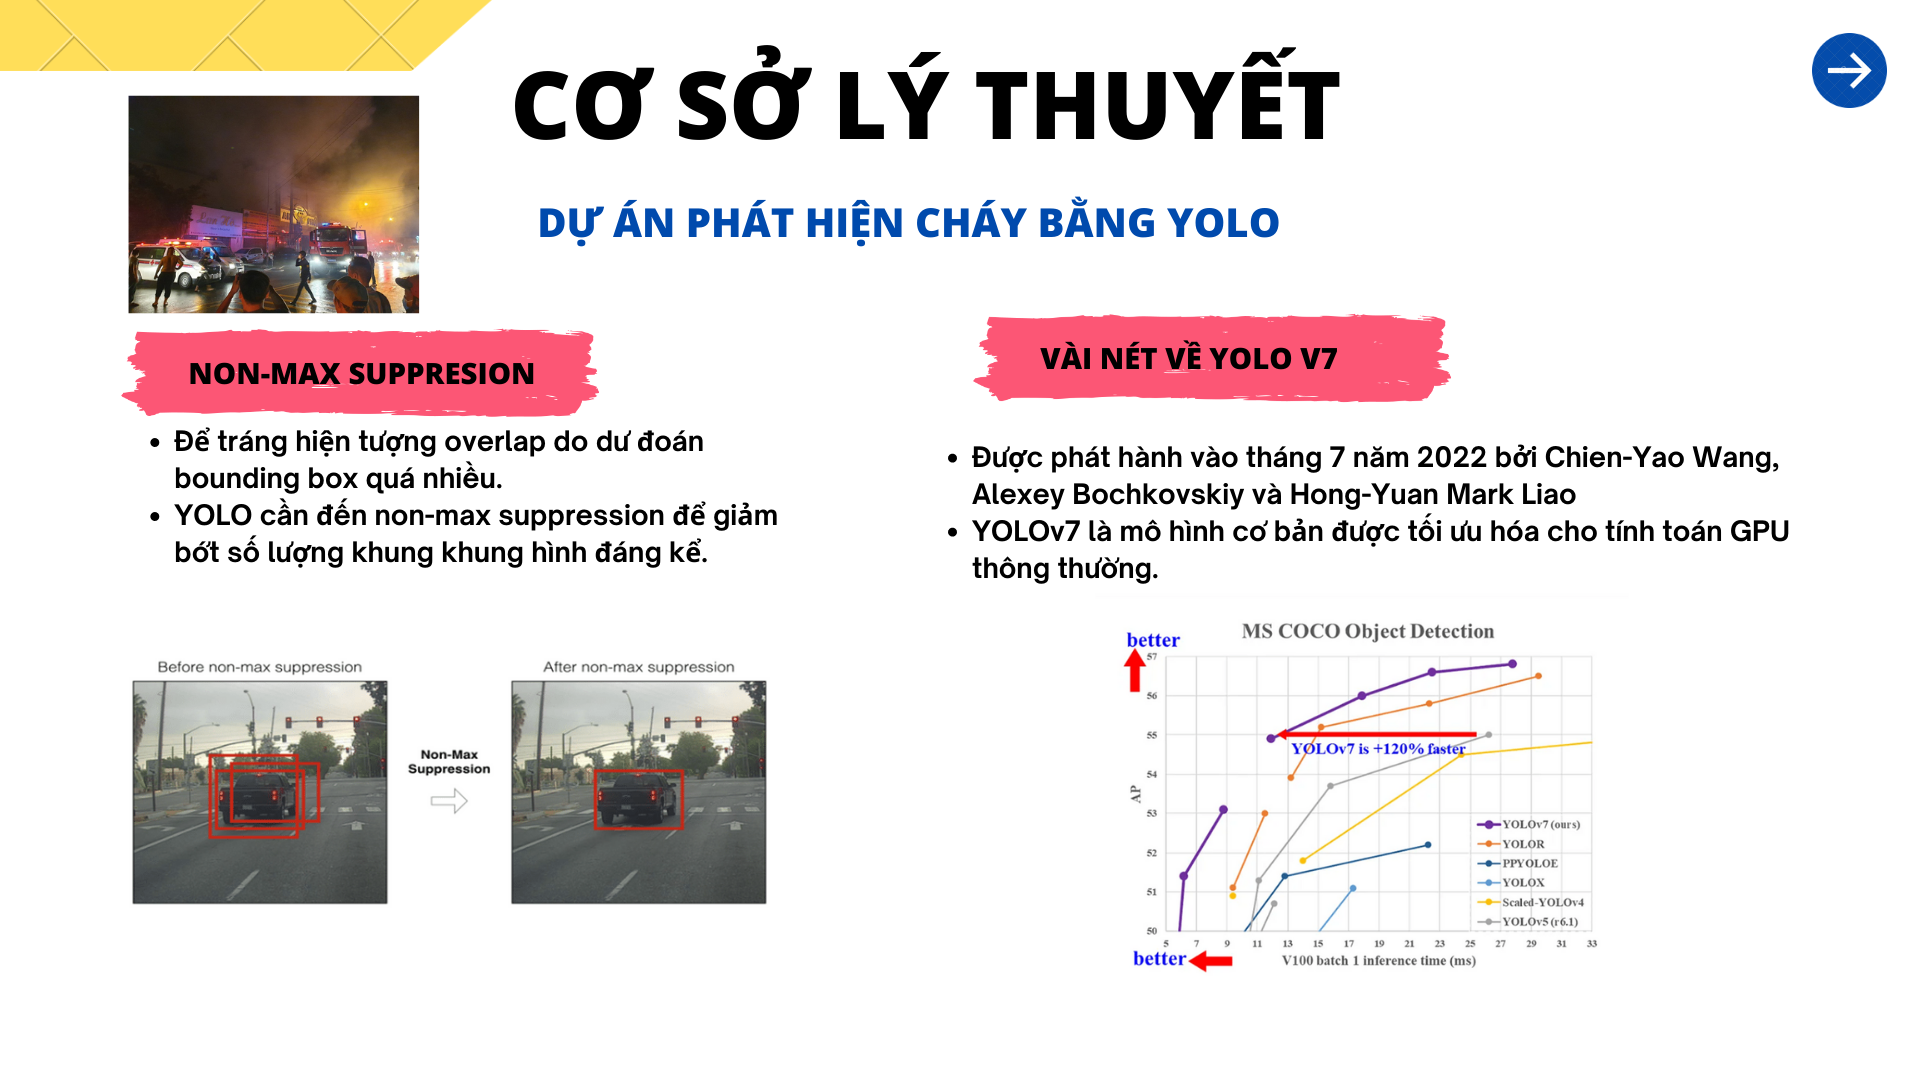 CƠ SỞ LÝ THUYẾT
DỰ ÁN PHÁT HIỆN CHÁY BẰNG YOLO
NON-MAX SUPPRESION
Để tráng hiện tượng overlap do dư đoán
bounding box quá nhiều.
YOLO cần đến non-max suppression để giảm
bớt số lượng khung khung hình đáng kể.
Before non-max suppression
After non-max suppression
Non-Max
Suppression
VÀI NÉT VỀ YOLO V7
Được phát hành vào tháng 7 năm 2022 bởi Chien-Yao Wang,
Alexey Bochkovskiy và Hong-Yuan Mark Liao
YOLOv7 là mô hình cơ bản được tối ưu hóa cho tính toán GPU
thông thường.
MS COCO Object Detection
better
57
56
55
54
53
52
51
50
AP
YOLOv7 is +120% faster
YOLOv7 (ours)
YOLOR
PPYOLOE
YOLOX
Scaled-YOLOv4
YOLOv5 (r6.1)
5 7 9 11 13 15 17 19 21 23 25 27 29 31 33
better
V100 batch 1 inference time (ms)